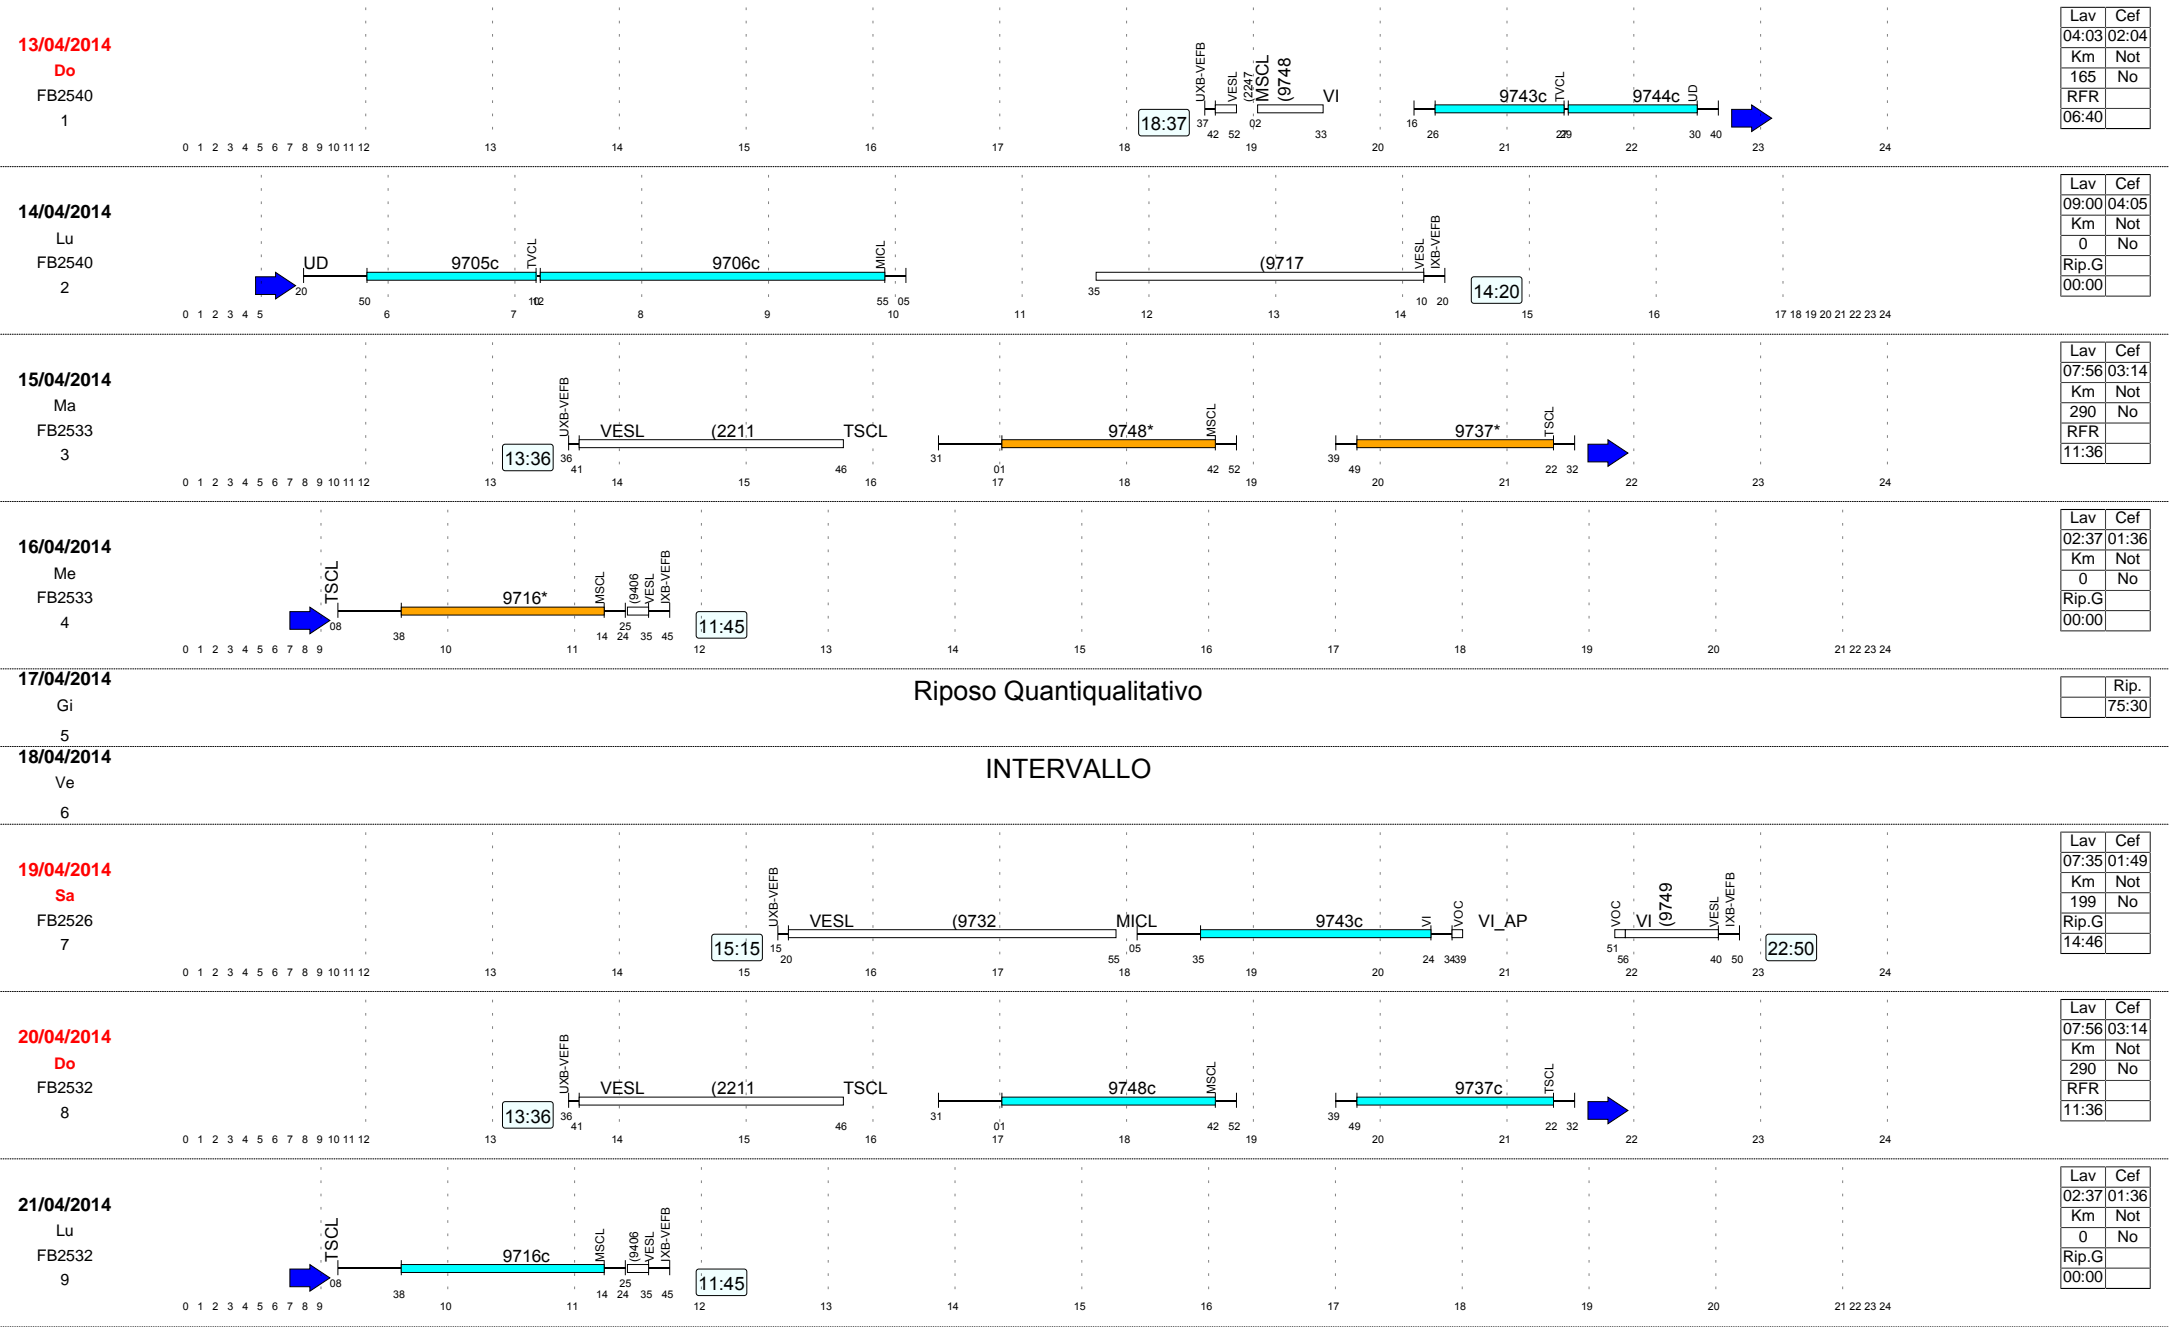 13/04/2014
Do
FB2540
1
18:37
UXB-VEFB
VESL
(2247
MSCL
(9748
VI
9743c
TVCL
9744c
UD
37 42 52 02 33 16 26 29 30 40
0 1 2 3 4 5 6 7 8 9 10 11 12 13 14 15 16 17 18 19 20 21 22 23 24
Lav Cef
04:03 02:04
Km Not
165 No
RFR
06:40
14/04/2014
Lu
FB2540
2
UD
9705c
TVCL
9706c
MICL
(9717
VESL
IXB-VEFB
14:20
20 50 12 55 05 35 10 20
0 1 2 3 4 5 6 7 8 9 10 11 12 13 14 15 16 17 18 19 20 21 22 23 24
Lav Cef
09:00 04:05
Km Not
0 No
Rip.G
00:00
15/04/2014
Ma
FB2533
3
13:36
UXB-VEFB
VESL
(2211
TSCL
9748*
MSCL
9737*
TSCL
36 41 46 31 01 42 52 39 49 22 32
0 1 2 3 4 5 6 7 8 9 10 11 12 13 14 15 16 17 18 19 20 21 22 23 24
Lav Cef
07:56 03:14
Km Not
290 No
RFR
11:36
16/04/2014
Me
FB2533
4
TSCL
9716*
MSCL
(9406
VESL
IXB-VEFB
11:45
08 38 14 24 25 35 45
0 1 2 3 4 5 6 7 8 9 10 11 12 13 14 15 16 17 18 19 20 21 22 23 24
Lav Cef
02:37 01:36
Km Not
0 No
Rip.G
00:00
17/04/2014
Gi
5
Riposo Quantiqualitativo
Rip.
75:30
18/04/2014
Ve
6
INTERVALLO
19/04/2014
Sa
FB2526
7
15:15
UXB-VEFB
VESL
(9732
MICL
9743c
VI
VOC
VI_AP
VOC
VI
(9749
VESL
IXB-VEFB
22:50
15 20 55 05 35 24 34 39 51 56 40 50
0 1 2 3 4 5 6 7 8 9 10 11 12 13 14 15 16 17 18 19 20 21 22 23 24
Lav Cef
07:35 01:49
Km Not
199 No
Rip.G
14:46
20/04/2014
Do
FB2532
8
13:36
UXB-VEFB
VESL
(2211
TSCL
9748c
MSCL
9737c
TSCL
36 41 46 31 01 42 52 39 49 22 32
0 1 2 3 4 5 6 7 8 9 10 11 12 13 14 15 16 17 18 19 20 21 22 23 24
Lav Cef
07:56 03:14
Km Not
290 No
RFR
11:36
21/04/2014
Lu
FB2532
9
TSCL
9716c
MSCL
(9406
VESL
IXB-VEFB
11:45
08 38 14 24 25 35 45
0 1 2 3 4 5 6 7 8 9 10 11 12 13 14 15 16 17 18 19 20 21 22 23 24
Lav Cef
02:37 01:36
Km Not
0 No
Rip.G
00:00